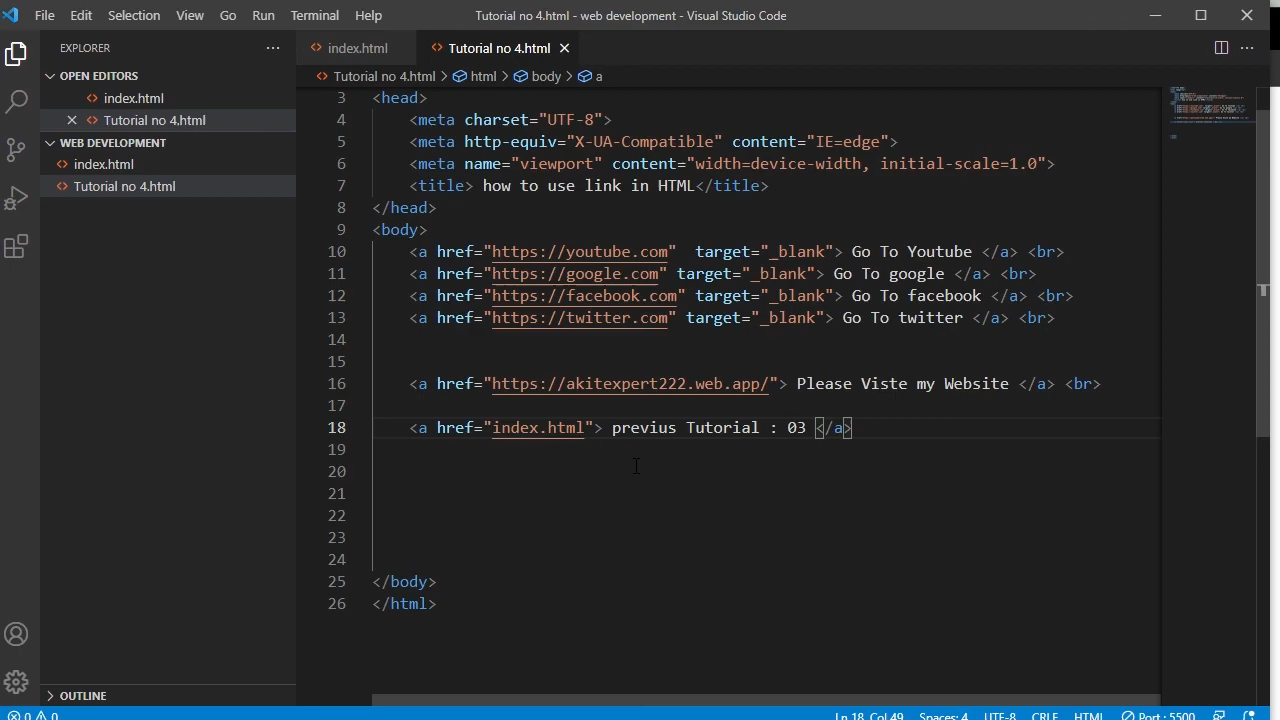 File Edit Selection View Go Run Terminal Help Tutorial no 4.html - web development - Visual Studio Code
EXPLORER
index.html Tutorial no 4.html
OPEN EDITORS
Tutorial no 4.html > html > body > a
index.html
Tutorial no 4.html
WEB DEVELOPMENT
index.html
Tutorial no 4.html
3 <head>
4 <meta charset="UTF-8">
5 <meta http-equiv="X-UA-Compatible" content="IE=edge">
6 <meta name="viewport" content="width=device-width, initial-scale=1.0">
7 <title> how to use link in HTML</title>
8 </head>
9 <body>
10 <a href="https://youtube.com"  target="_blank"> Go To Youtube </a> <br>
11 <a href="https://google.com" target="_blank"> Go To google </a> <br>
12 <a href="https://facebook.com" target="_blank"> Go To facebook </a> <br>
13 <a href="https://twitter.com" target="_blank"> Go To twitter </a> <br>
14
15
16 <a href="https://akitexpert222.web.app/"> Please Viste my Website </a> <br>
17
18 <a href="index.html"> previus Tutorial : 03 </a>
19
20
21
22
23
24
25 </body>
26 </html>
OUTLINE
0 0 Ln 18, Col 49 Spaces: 4 UTF-8 CRLF HTML Port : 5500